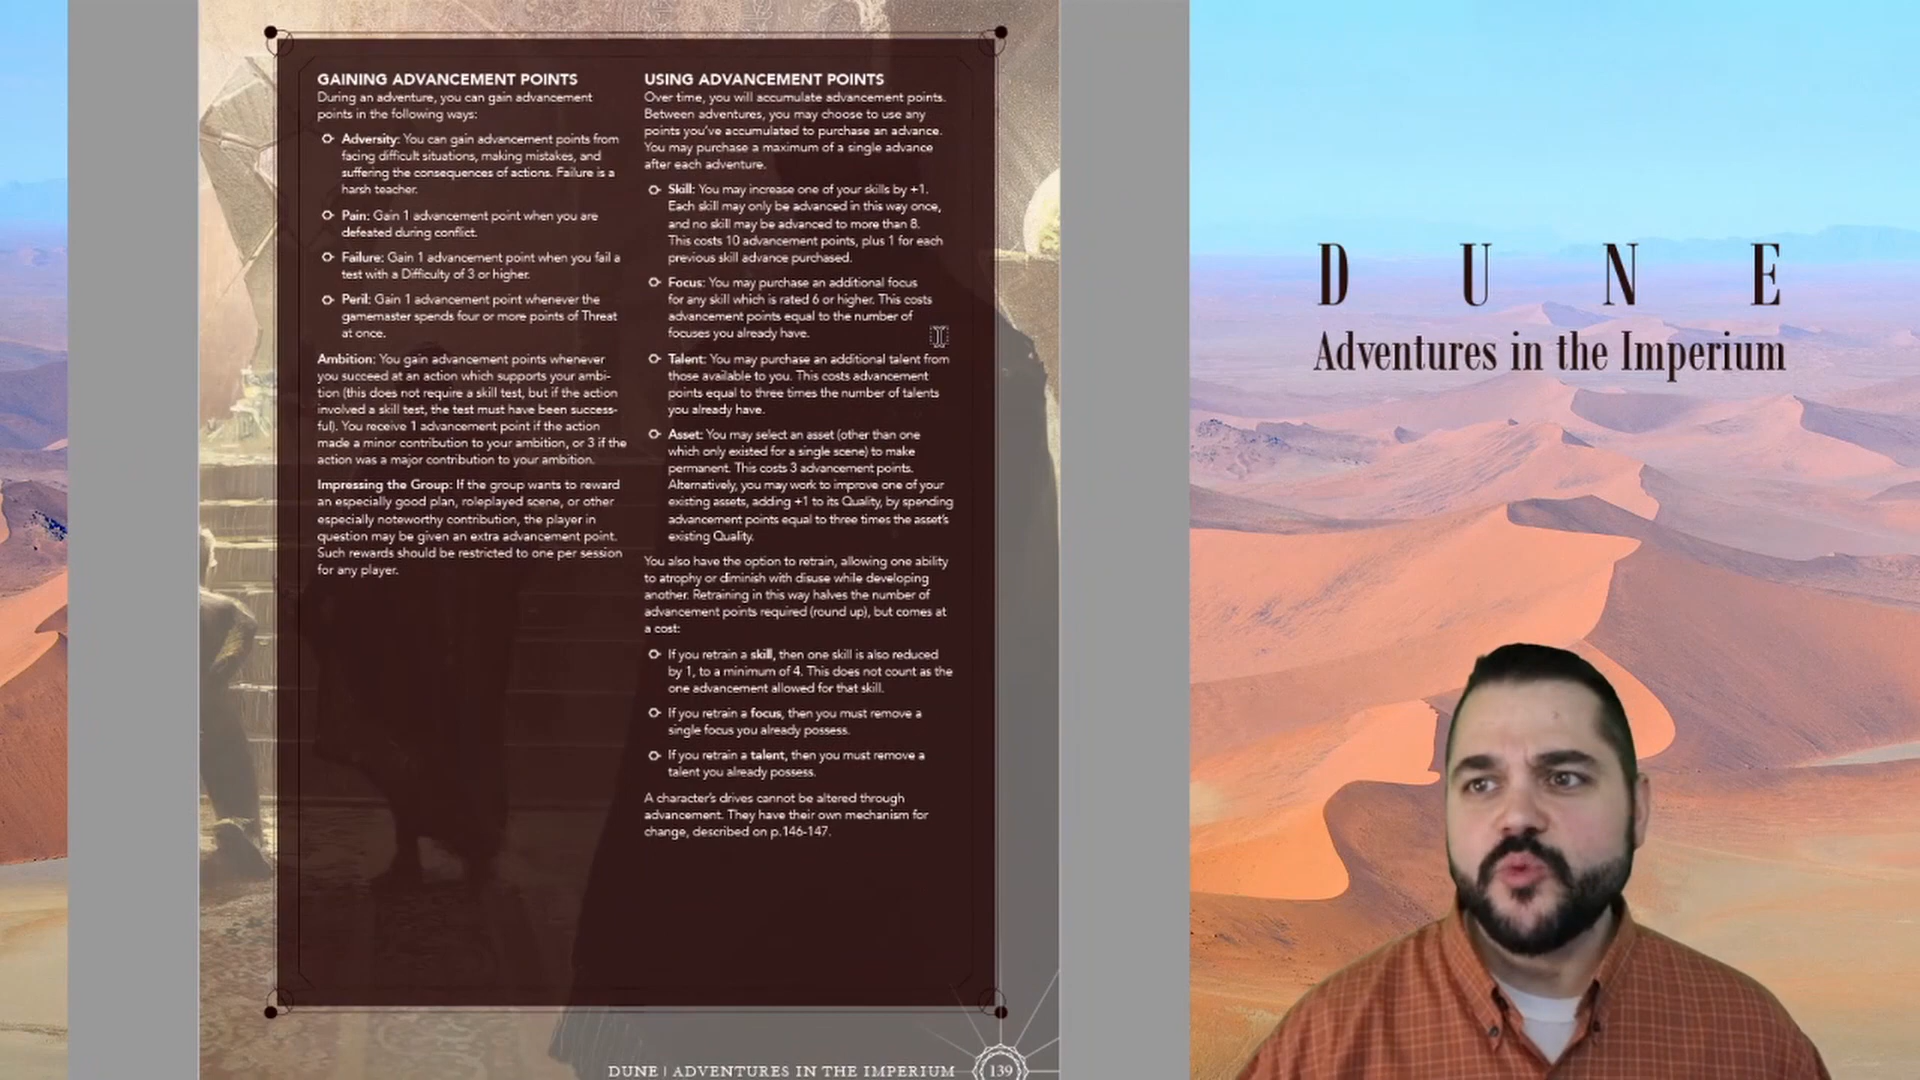 GAINING ADVANCEMENT POINTS
During an adventure, you can gain advancement
points in the following ways:
Adversity: You can gain advancement points from
facing difficult situations, making mistakes, and
suffering the consequences of actions. Failure is a
harsh teacher.
Pain: Gain 1 advancement point when you are
defeated during conflict.
Failure: Gain 1 advancement point when you fail a
test with a Difficulty of 3 or higher.
Peril: Gain 1 advancement point whenever the
gamemaster spends four or more points of Threat
at once.
Ambition: You gain advancement points whenever
you succeed at an action which supports your ambi-
tion (this does not require a skill test, but if the action
involved a skill test, the test must have been success-
ful). You receive 1 advancement point if the action
made a minor contribution to your ambition, or 3 if the
action was a major contribution to your ambition.
Impressing the Group: If the group wants to reward
an especially good plan, roleplayed scene, or other
especially noteworthy contribution, the player in
question may be given an extra advancement point.
Such rewards should be restricted to one per session
for any player.
USING ADVANCEMENT POINTS
Over time, you will accumulate advancement points.
Between adventures, you may choose to use any
points you've accumulated to purchase an advance.
You may purchase a maximum of a single advance
after each adventure.
Skill: You may increase one of your skills by +1.
Each skill may only be advanced in this way once,
and no skill may be advanced to more than 8.
This costs 10 advancement points, plus 1 for each
previous skill advance purchased.
Focus: You may purchase an additional focus
for any skill which is rated 6 or higher. This costs
advancement points equal to the number of
focuses you already have.
Talent: You may purchase an additional talent from
those available to you. This costs advancement
points equal to three times the number of talents
you already have.
Asset: You may select an asset (other than one
which only existed for a single scene) to make
permanent. This costs 3 advancement points.
Alternatively, you may work to improve one of your
existing assets, adding +1 to its Quality, by spending
advancement points equal to three times the asset's
existing Quality.
You also have the option to retrain, allowing one ability
to atrophy or diminish with disuse while developing
another. Retraining in this way halves the number of
advancement points required (round up), but comes at
a cost:
If you retrain a skill, then one skill is also reduced
by 1, to a minimum of 4. This does not count as the
one advancement allowed for that skill.
If you retrain a focus, then you must remove a
single focus you already possess.
If you retrain a talent, then you must remove a
talent you already possess.
A character's drives cannot be altered through
advancement. They have their own mechanism for
change, described on p.146-147.
DUNE | ADVENTURES IN THE IMPERIUM 139
DUNE
Adventures in the Imperium